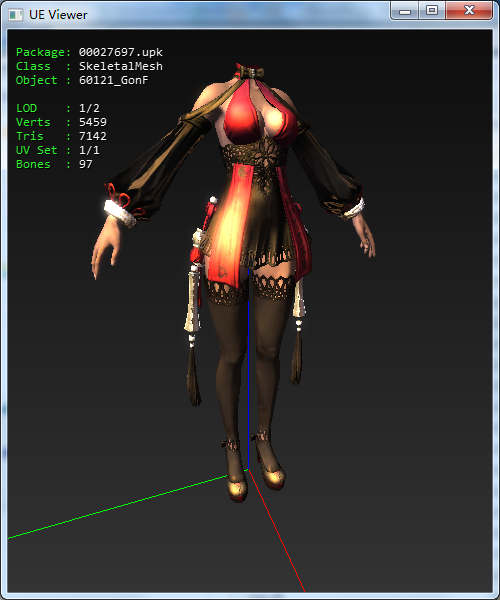 UE Viewer
Package: 00027697.upk
Class  : SkeletalMesh
Object : 60121_GonF
LOD    : 1/2
Verts  : 5459
Tris   : 7142
UV Set : 1/1
Bones  : 97